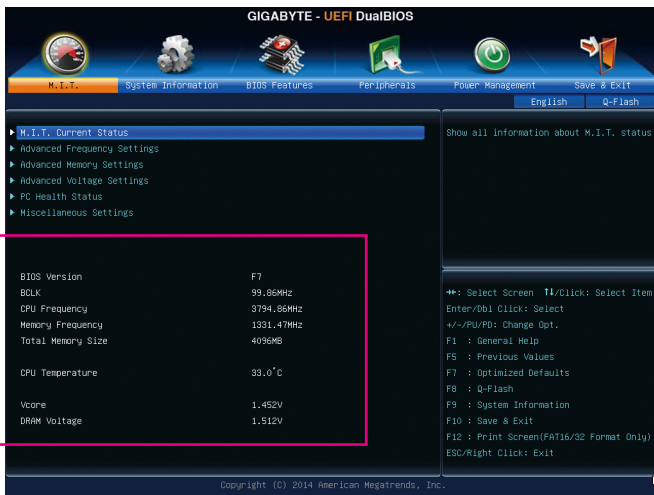 GIGABYTE - UEFI DualBIOS
M.I.T. System Information BIOS Features Peripherals Power Management Save & Exit
English Q-Flash
M.I.T. Current Status
Advanced Frequency Settings
Advanced Memory Settings
Advanced Voltage Settings
PC Health Status
Miscellaneous Settings
BIOS Version F7
BCLK 99.86MHz
CPU Frequency 3794.86MHz
Memory Frequency 1331.47MHz
Total Memory Size 4096MB
CPU Temperature 33.0°C
Vcore 1.452V
DRAM Voltage 1.512V
Show all information about M.I.T. status
→←: Select Screen ↑↓/Click: Select Item
Enter/Dbl Click: Select
+/-/PU/PD: Change Opt.
F1 : General Help
F5 : Previous Values
F7 : Optimized Defaults
F8 : Q-Flash
F9 : System Information
F10 : Save & Exit
F12 : Print Screen(FAT16/32 Format Only)
ESC/Right Click: Exit
Copyright (C) 2014 American Megatrends, Inc.